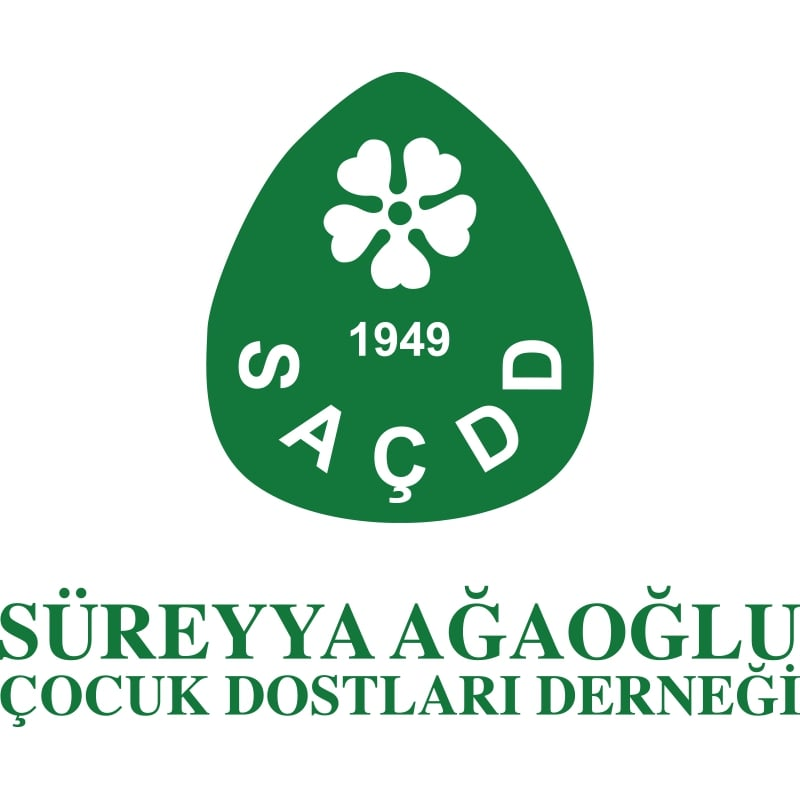 1949
SAÇDD
SÜREYYA AĞAOĞLU
ÇOCUK DOSTLARI DERNEĞİ